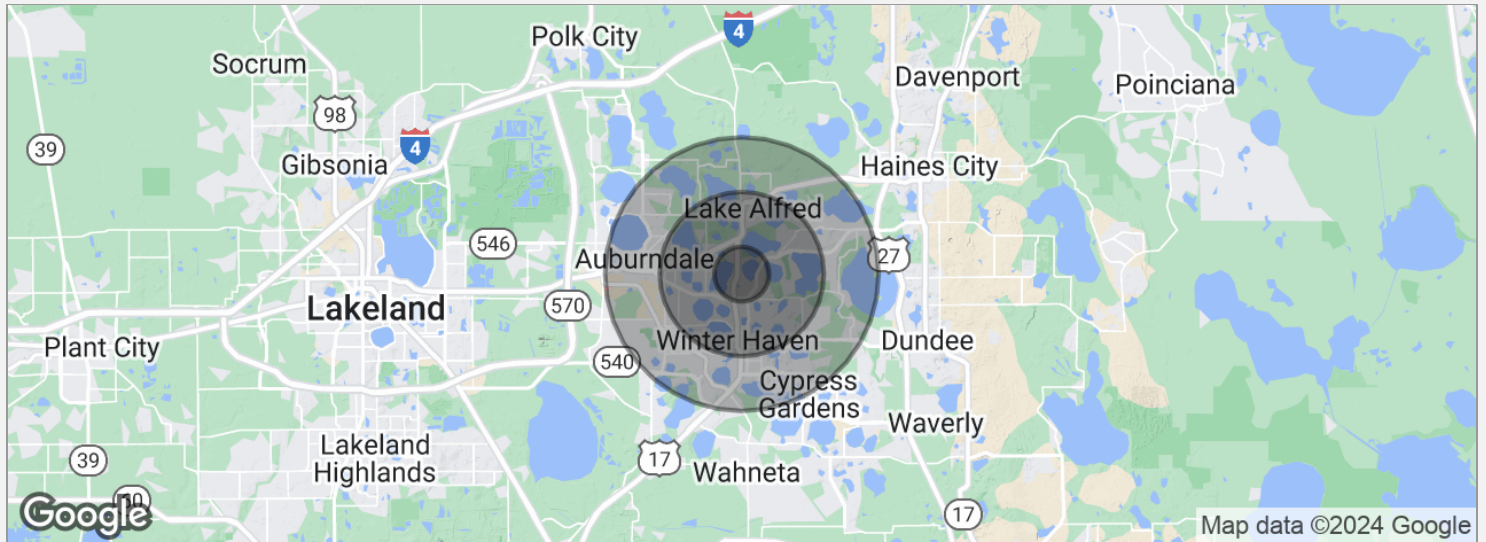 Polk City
4
Socrum
Davenport
Poinciana
98
39
4
Gibsonia
Haines City
Lake Alfred
546
Auburndale
27
570
Lakeland
Plant City
Winter Haven
Dundee
540
Cypress
Gardens
Waverly
Lakeland
Highlands
39
17
Wahneta
Google
17
Map data ©2024 Google